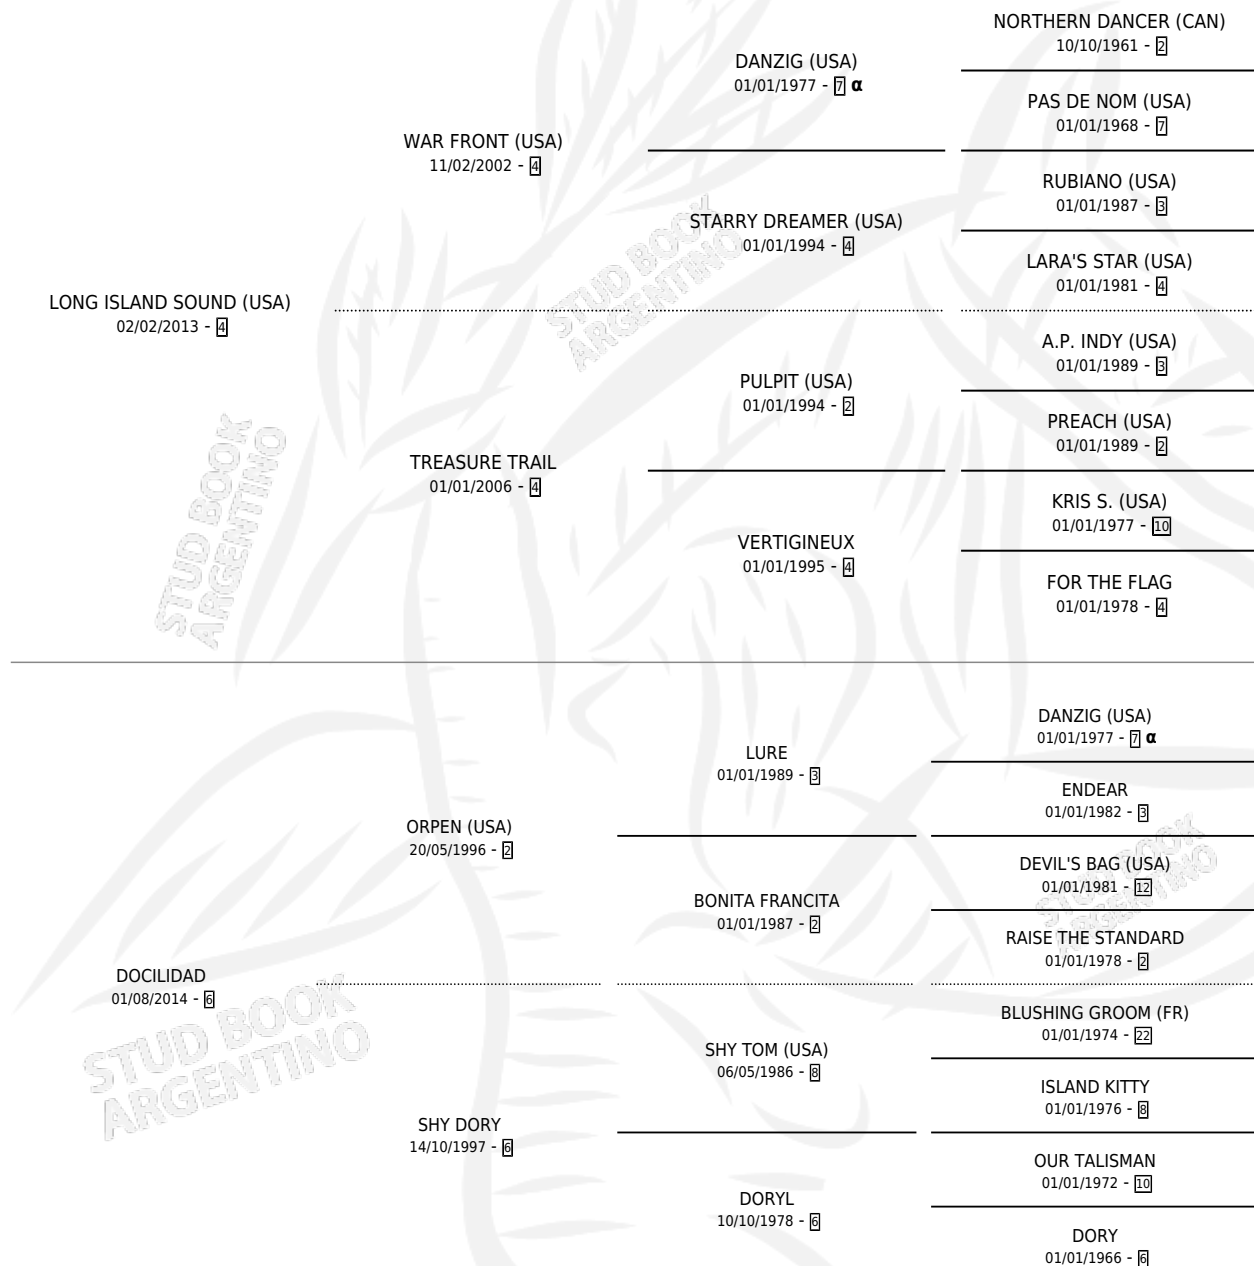 NORTHERN DANCER (CAN)
10/10/1961 - 2
DANZIG (USA)
01/01/1977 - 7 α
PAS DE NOM (USA)
01/01/1968 - 7
WAR FRONT (USA)
11/02/2002 - 4
RUBIANO (USA)
01/01/1987 - 3
STARRY DREAMER (USA)
01/01/1994 - 4
LARA'S STAR (USA)
01/01/1981 - 4
LONG ISLAND SOUND (USA)
02/02/2013 - 4
A.P. INDY (USA)
01/01/1989 - 3
PULPIT (USA)
01/01/1994 - 2
PREACH (USA)
01/01/1989 - 2
TREASURE TRAIL
01/01/2006 - 4
KRIS S. (USA)
01/01/1977 - 10
VERTIGINEUX
01/01/1995 - 4
FOR THE FLAG
01/01/1978 - 4
DANZIG (USA)
01/01/1977 - 7 α
LURE
01/01/1989 - 3
ENDEAR
01/01/1982 - 3
ORPEN (USA)
20/05/1996 - 2
DEVIL'S BAG (USA)
01/01/1981 - 12
BONITA FRANCITA
01/01/1987 - 2
RAISE THE STANDARD
01/01/1978 - 2
DOCILIDAD
01/08/2014 - 6
BLUSHING GROOM (FR)
01/01/1974 - 22
SHY TOM (USA)
06/05/1986 - 8
ISLAND KITTY
01/01/1976 - 8
SHY DORY
14/10/1997 - 6
OUR TALISMAN
01/01/1972 - 10
DORYL
10/10/1978 - 6
DORY
01/01/1966 - 6
STUD BOOK
ARGENTINO
STUD BOOK
ARGENTINO
STUD BOOK
ARGENTINO
STUD BOOK
ARGENTINO